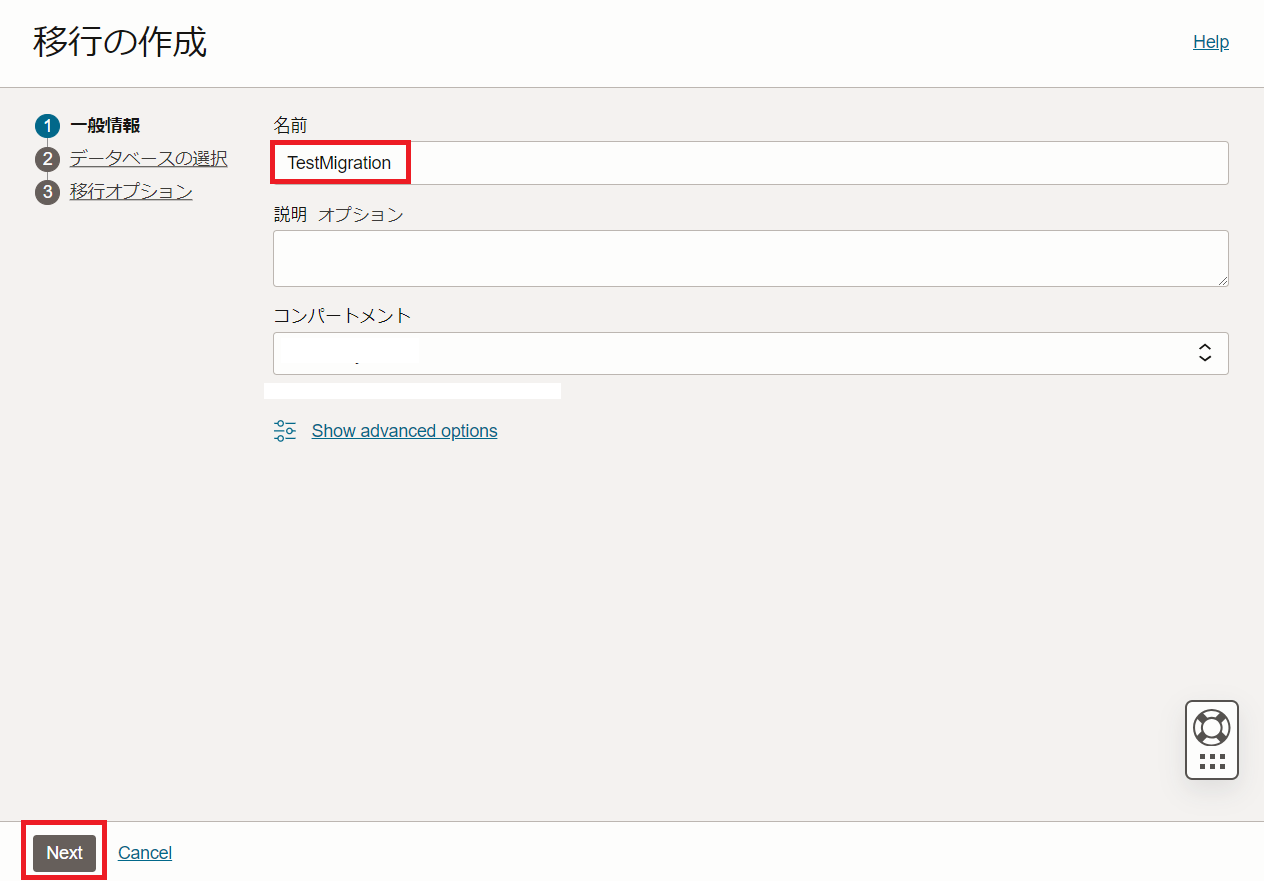 移行の作成
Help
1 一般情報
2 データベースの選択
3 移行オプション
名前
TestMigration
説明 オプション
コンパートメント
Show advanced options
Next Cancel